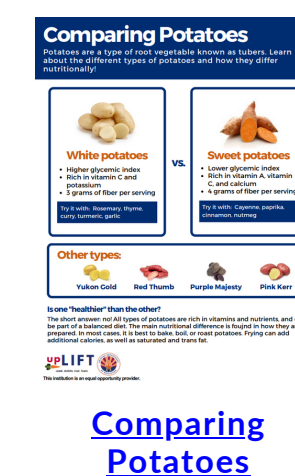 Comparing Potatoes
Potatoes are a type of root vegetable known as tubers. Learn
about the different types of potatoes and how they differ
nutritionally!
White potatoes
• Higher glycemic index
• Rich in vitamin C and
potassium
• 3 grams of fiber per serving
Try it with: Rosemary, thyme,
curry, turmeric, garlic
vs.
Sweet potatoes
• Lower glycemic index
• Rich in vitamin A, vitamin
C, and calcium
• 4 grams of fiber per serving
Try it with: Cayenne, paprika,
cinnamon, nutmeg
Other types:
Yukon Gold
Red Thumb
Purple Majesty
Pink Kerr
Is one "healthier" than the other?
The short answer: no! All types of potatoes are rich in vitamins and nutrients, and
be part of a balanced diet. The main nutritional difference is foujnd in how they
prepared. In most cases, it is best to bake, boil, or roast potatoes. Frying can add
additional calories, as well as saturated and trans fat.
UPLIFT
This institution is an equal opportunity provider.
Comparing
Potatoes